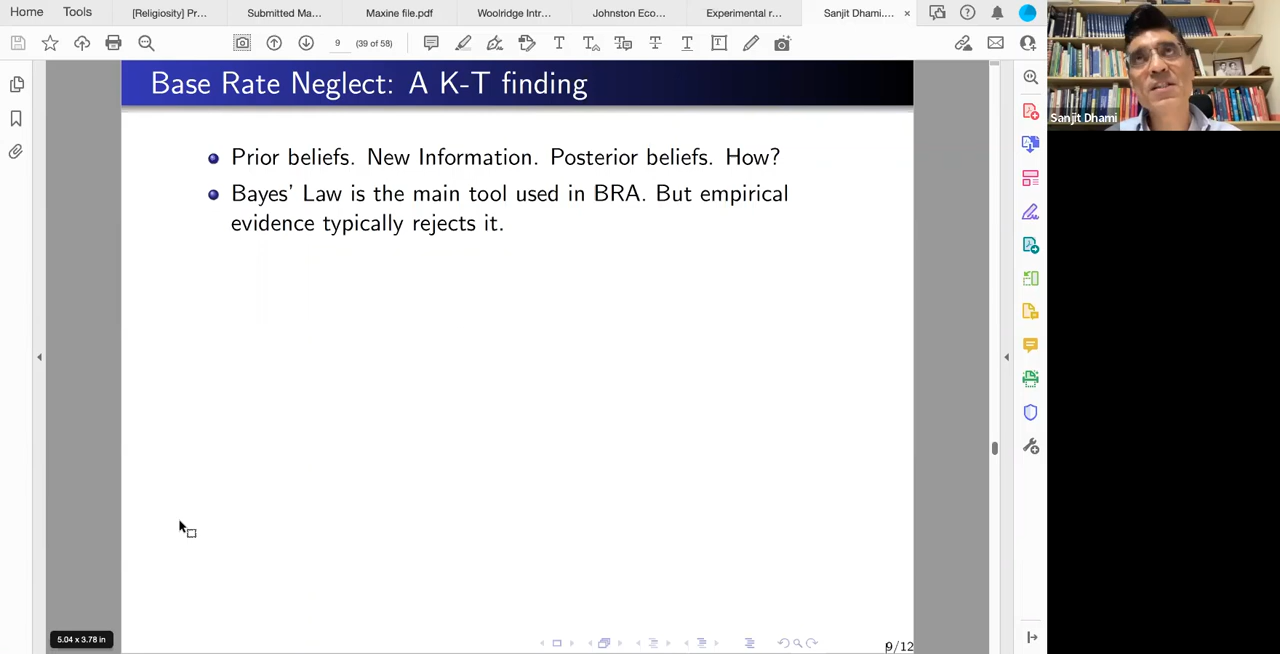 Home
Tools
[Religiosity] Pr...
Submitted Ma...
Maxine file.pdf
Woolridge Intr...
Johnston Eco...
Experimental r...
Sanjit Dhami....
9
(39 of 58)
Base Rate Neglect: A K-T finding
Prior beliefs. New Information. Posterior beliefs. How?
Bayes' Law is the main tool used in BRA. But empirical
evidence typically rejects it.
Sanjit Dhami
5.04 x 3.78 in
9/12